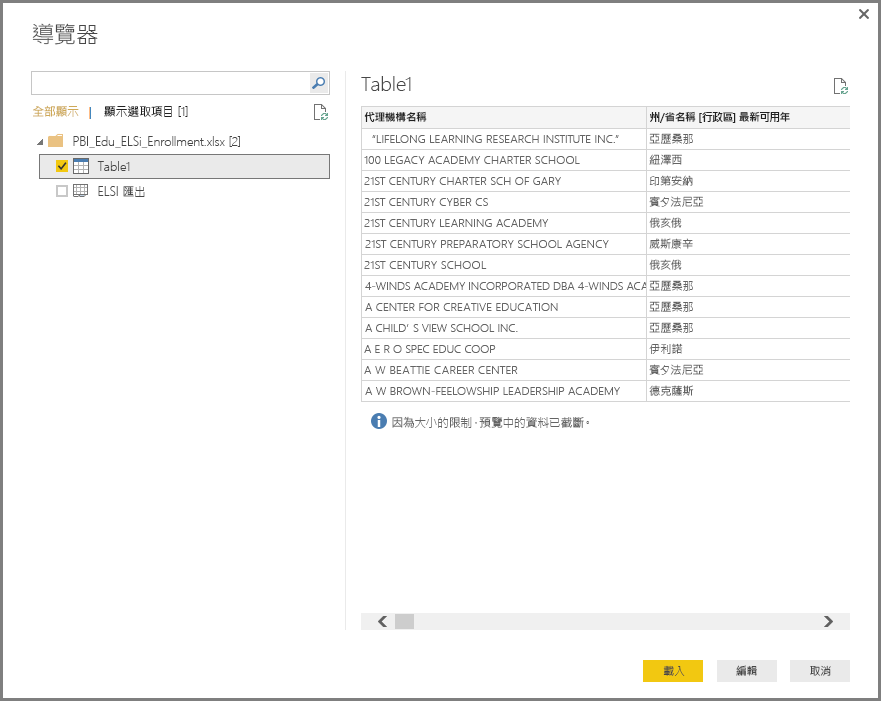 導覽器
全部顯示 | 顯示選取項目 [1]
PBI_Edu_ELSi_Enrollment.xlsx [2]
Table1
ELSI 匯出
Table1
代理機構名稱 州/省名稱 [行政區] 最新可用年
“LIFELONG LEARNING RESEARCH INSTITUTE INC.” 亞歷桑那
100 LEGACY ACADEMY CHARTER SCHOOL 紐澤西
21ST CENTURY CHARTER SCH OF GARY 印第安納
21ST CENTURY CYBER CS 賓夕法尼亞
21ST CENTURY LEARNING ACADEMY 俄亥俄
21ST CENTURY PREPARATORY SCHOOL AGENCY 威斯康辛
21ST CENTURY SCHOOL 俄亥俄
4-WINDS ACADEMY INCORPORATED DBA 4-WINDS ACA 亞歷桑那
A CENTER FOR CREATIVE EDUCATION 亞歷桑那
A CHILD’S VIEW SCHOOL INC. 亞歷桑那
A E R O SPEC EDUC COOP 伊利諾
A W BEATTIE CAREER CENTER 賓夕法尼亞
A W BROWN-FEELOWSHIP LEADERSHIP ACADEMY 德克薩斯
因為大小的限制，預覽中的資料已截斷。
載入 編輯 取消